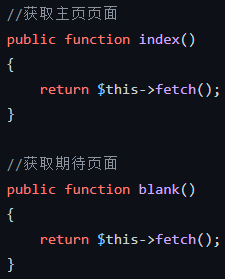 //获取主页页面
public function index()
{
    return $this->fetch();
}

//获取期待页面
public function blank()
{
    return $this->fetch();
}